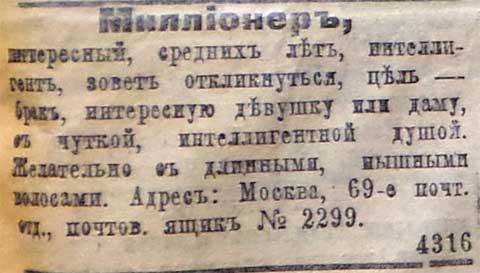 Милліонеръ,
интересный, среднихъ лѣтъ, интелли-
гентъ, зоветъ откликнуться, цѣль —
бракъ, интересную дѣвушку или даму,
съ чуткой, интеллигентной душой.
Желательно съ длинными, пышными
волосами. Адресъ: Москва, 69-е почт.
отд., почтов. ящикъ № 2299.
4316